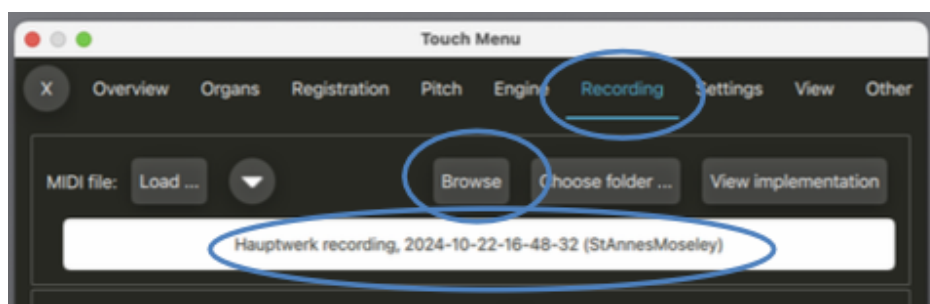 Touch Menu
X Overview Organs Registration Pitch Engine Recording Settings View Other
MIDI file: Load ... Browse Choose folder ... View implementation
Hauptwerk recording, 2024-10-22-16-48-32 (StAnnesMoseley)